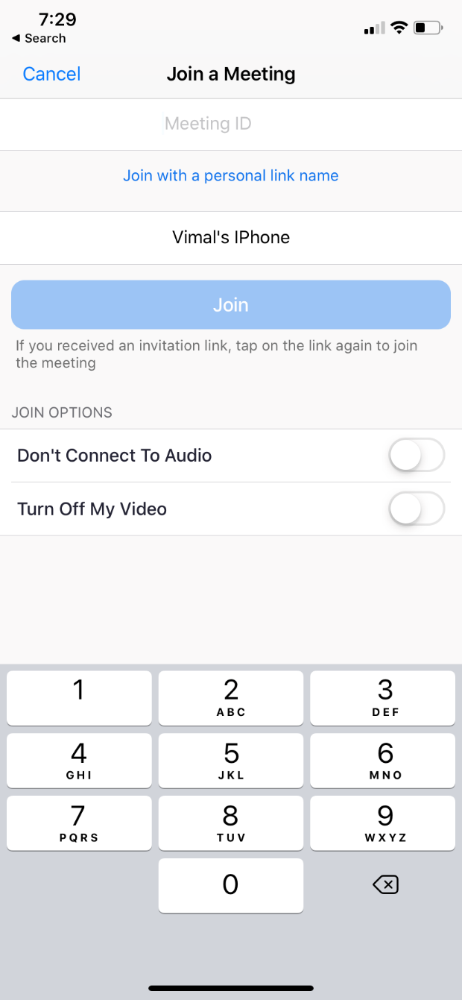 7:29
◀ Search
Cancel
Join a Meeting
Meeting ID
Join with a personal link name
Vimal's IPhone
Join
If you received an invitation link, tap on the link again to join
the meeting
JOIN OPTIONS
Don't Connect To Audio
Turn Off My Video
1
2
3
ABC
DEF
4
5
6
GHI
JKL
MNO
7
8
9
PQRS
TUV
WXYZ
0